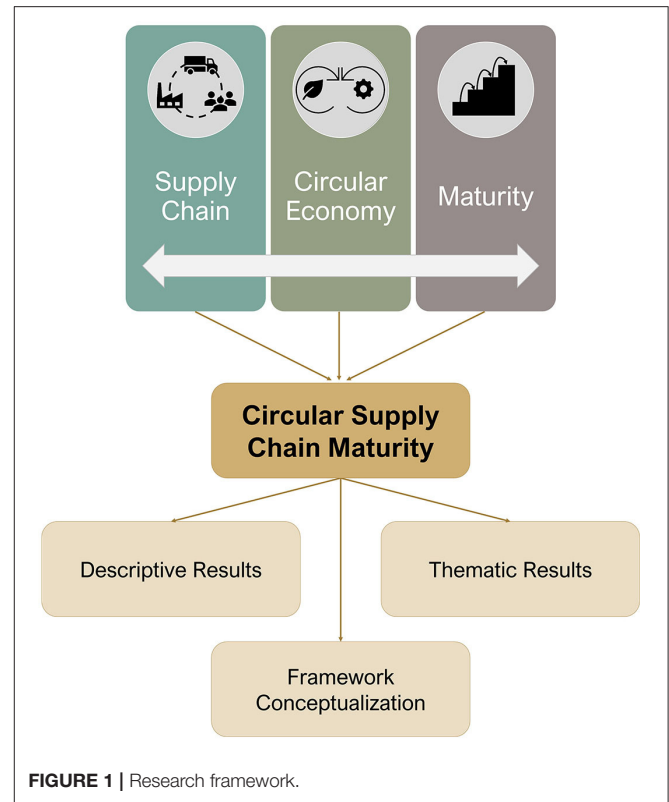 Supply
Chain
Circular
Economy
Maturity
Circular Supply
Chain Maturity
Descriptive Results
Thematic Results
Framework
Conceptualization
FIGURE 1 | Research framework.